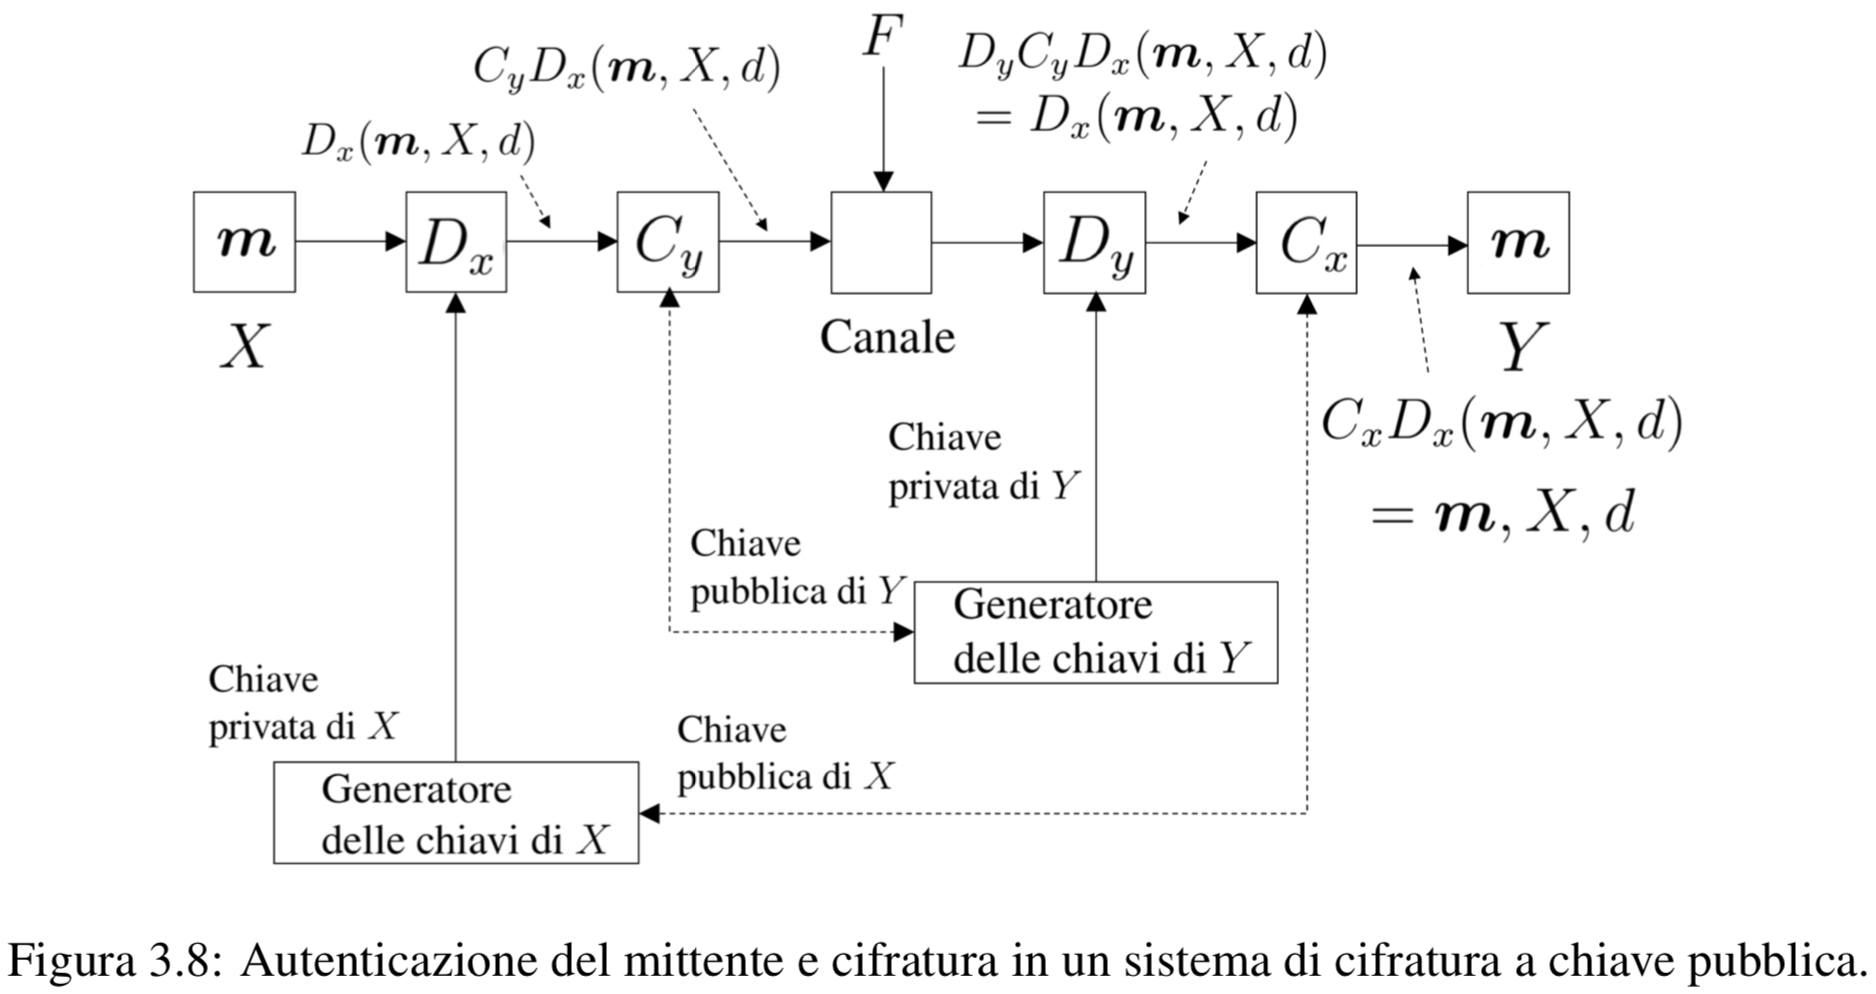 F
D_yC_yD_x(m, X, d)
= D_x(m, X, d)
C_yD_x(m, X, d)
D_x(m, X, d)
m
D_x
C_y
D_y
C_x
m
X
Canale
Y
C_xD_x(m, X, d)
= m, X, d
Chiave
privata di Y
Chiave
pubblica di Y
Generatore
delle chiavi di Y
Chiave
privata di X
Chiave
pubblica di X
Generatore
delle chiavi di X
Figura 3.8: Autenticazione del mittente e cifratura in un sistema di cifratura a chiave pubblica.